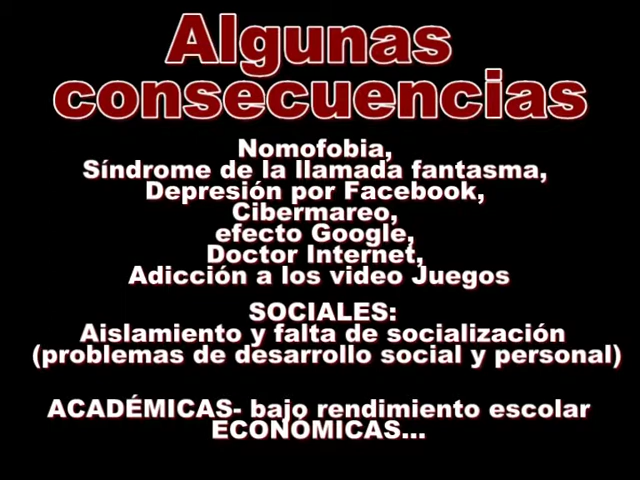 Algunas
consecuencias
Nomofobia,
Síndrome de la llamada fantasma,
Depresión por Facebook,
Cibermareo,
efecto Google,
Doctor Internet,
Adicción a los video Juegos
SOCIALES:
Aislamiento y falta de socialización
(problemas de desarrollo social y personal)
ACADÉMICAS- bajo rendimiento escolar
ECONÓMICAS...